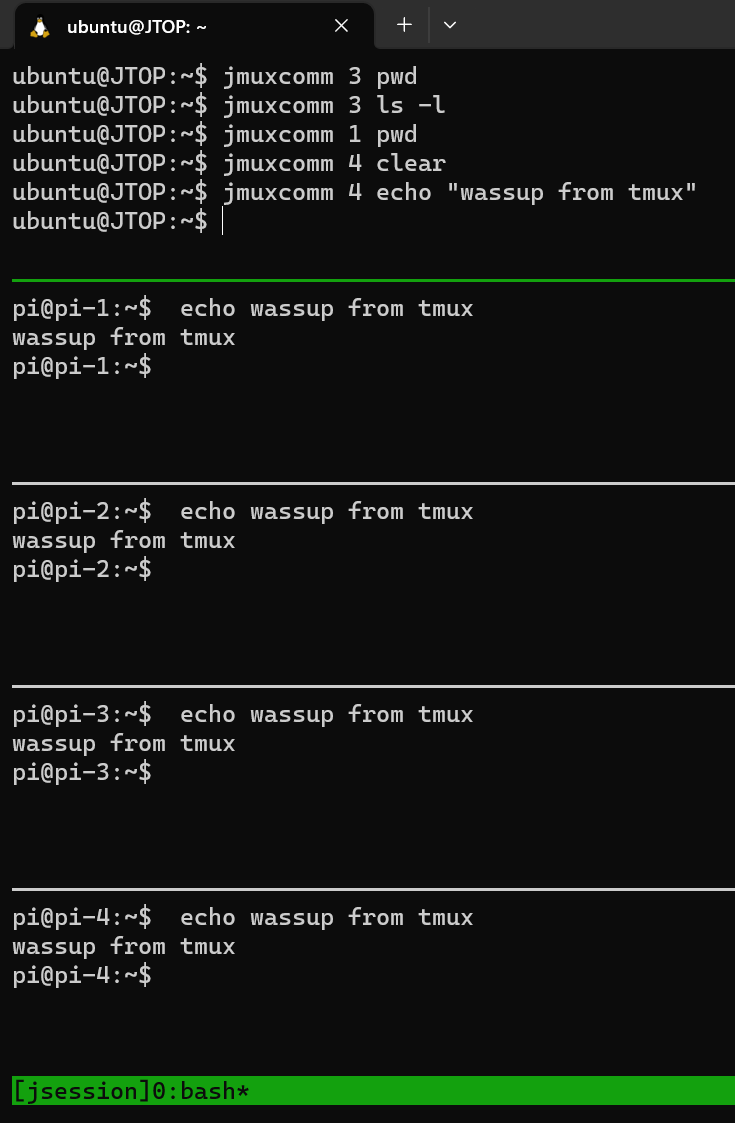 ubuntu@JTOP: ~
ubuntu@JTOP:~$ jmuxcomm 3 pwd
ubuntu@JTOP:~$ jmuxcomm 3 ls -l
ubuntu@JTOP:~$ jmuxcomm 1 pwd
ubuntu@JTOP:~$ jmuxcomm 4 clear
ubuntu@JTOP:~$ jmuxcomm 4 echo "wassup from tmux"
ubuntu@JTOP:~$
pi@pi-1:~$  echo wassup from tmux
wassup from tmux
pi@pi-1:~$
pi@pi-2:~$  echo wassup from tmux
wassup from tmux
pi@pi-2:~$
pi@pi-3:~$  echo wassup from tmux
wassup from tmux
pi@pi-3:~$
pi@pi-4:~$  echo wassup from tmux
wassup from tmux
pi@pi-4:~$
[jsession]0:bash*